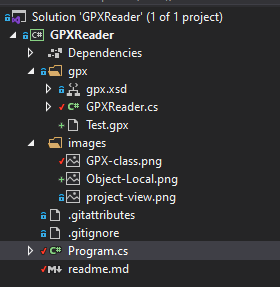 Solution 'GPXReader' (1 of 1 project)
C# GPXReader
Dependencies
gpx
gpx.xsd
C# GPXReader.cs
Test.gpx
images
GPX-class.png
Object-Local.png
project-view.png
.gitattributes
.gitignore
C# Program.cs
M↓ readme.md